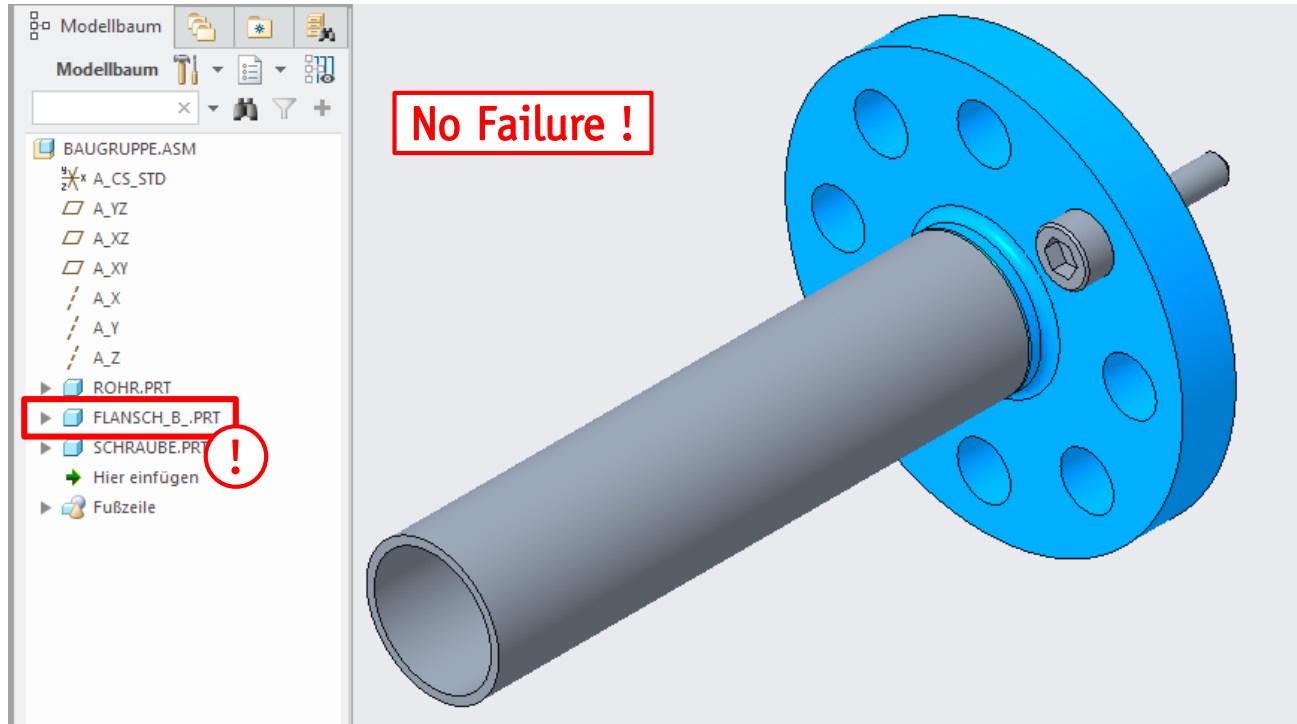 Modellbaum
Modellbaum
No Failure !
BAUGRUPPE.ASM
y x z A_CS_STD
A_YZ
A_XZ
A_XY
A_X
A_Y
A_Z
ROHR.PRT
FLANSCH_B_.PRT
SCHRAUBE.PRT
!
Hier einfügen
Fußzeile